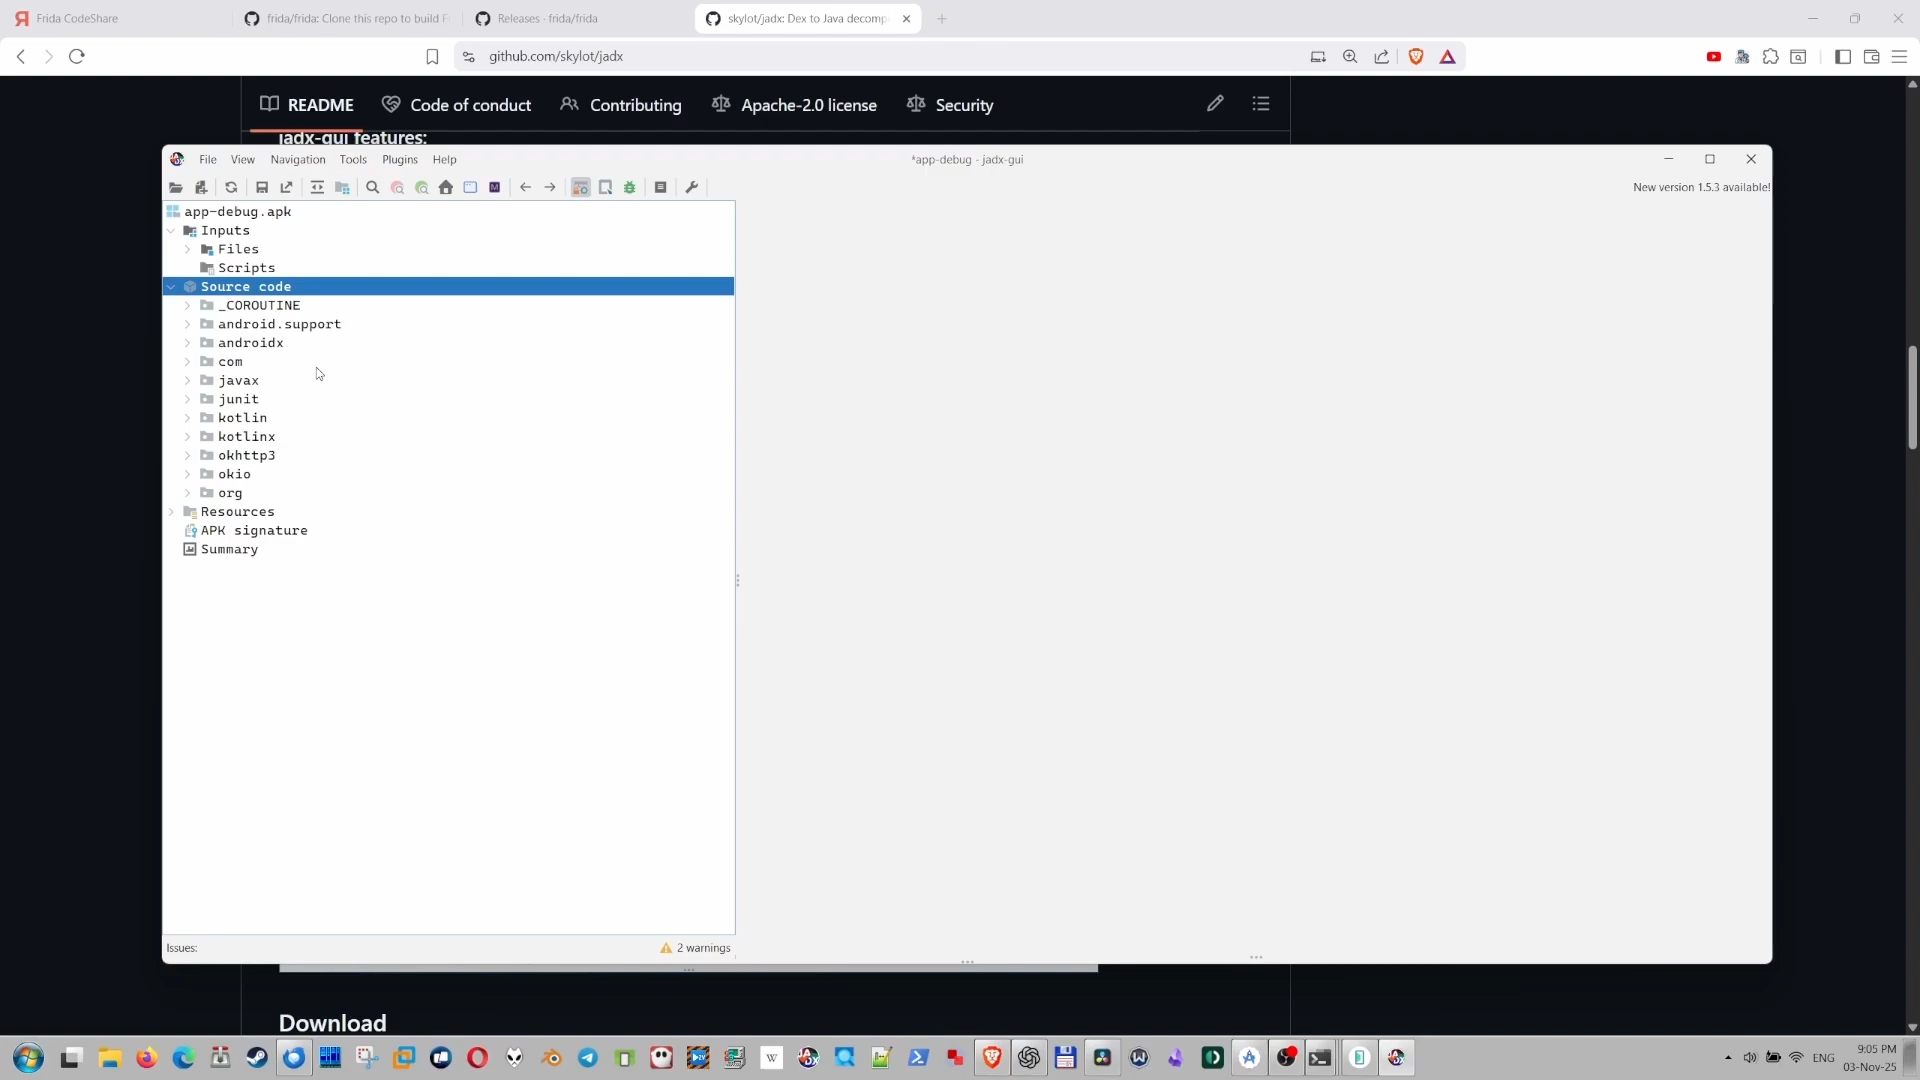 Frida CodeShare
frida/frida: Clone this repo to build F
Releases · frida/frida
skylot/jadx: Dex to Java decomp
github.com/skylot/jadx
README
Code of conduct
Contributing
Apache-2.0 license
Security
jadx-gui features:
File
View
Navigation
Tools
Plugins
Help
*app-debug - jadx-gui
New version 1.5.3 available!
app-debug.apk
Inputs
Files
Scripts
Source code
_COROUTINE
android.support
androidx
com
javax
junit
kotlin
kotlinx
okhttp3
okio
org
Resources
APK signature
Summary
Issues:
2 warnings
Download
ENG
9:05 PM
03-Nov-25